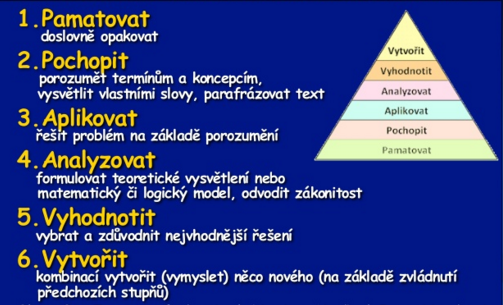 1.Pamatovat
doslovně opakovat
2.Pochopit
porozumět termínům a koncepcím,
vysvětlit vlastními slovy, parafrázovat text
3.Aplikovat
řešit problém na základě porozumění
4.Analyzovat
formulovat teoretické vysvětlení nebo
matematický či logický model, odvodit zákonitost
5.Vyhodnotit
vybrat a zdůvodnit nejvhodnější řešení
6.Vytvořit
kombinací vytvořit (vymyslet) něco nového (na základě zvládnutí
předchozích stupňů)
Vytvořit
Vyhodnotit
Analyzovat
Aplikovat
Pochopit
Pamatovat